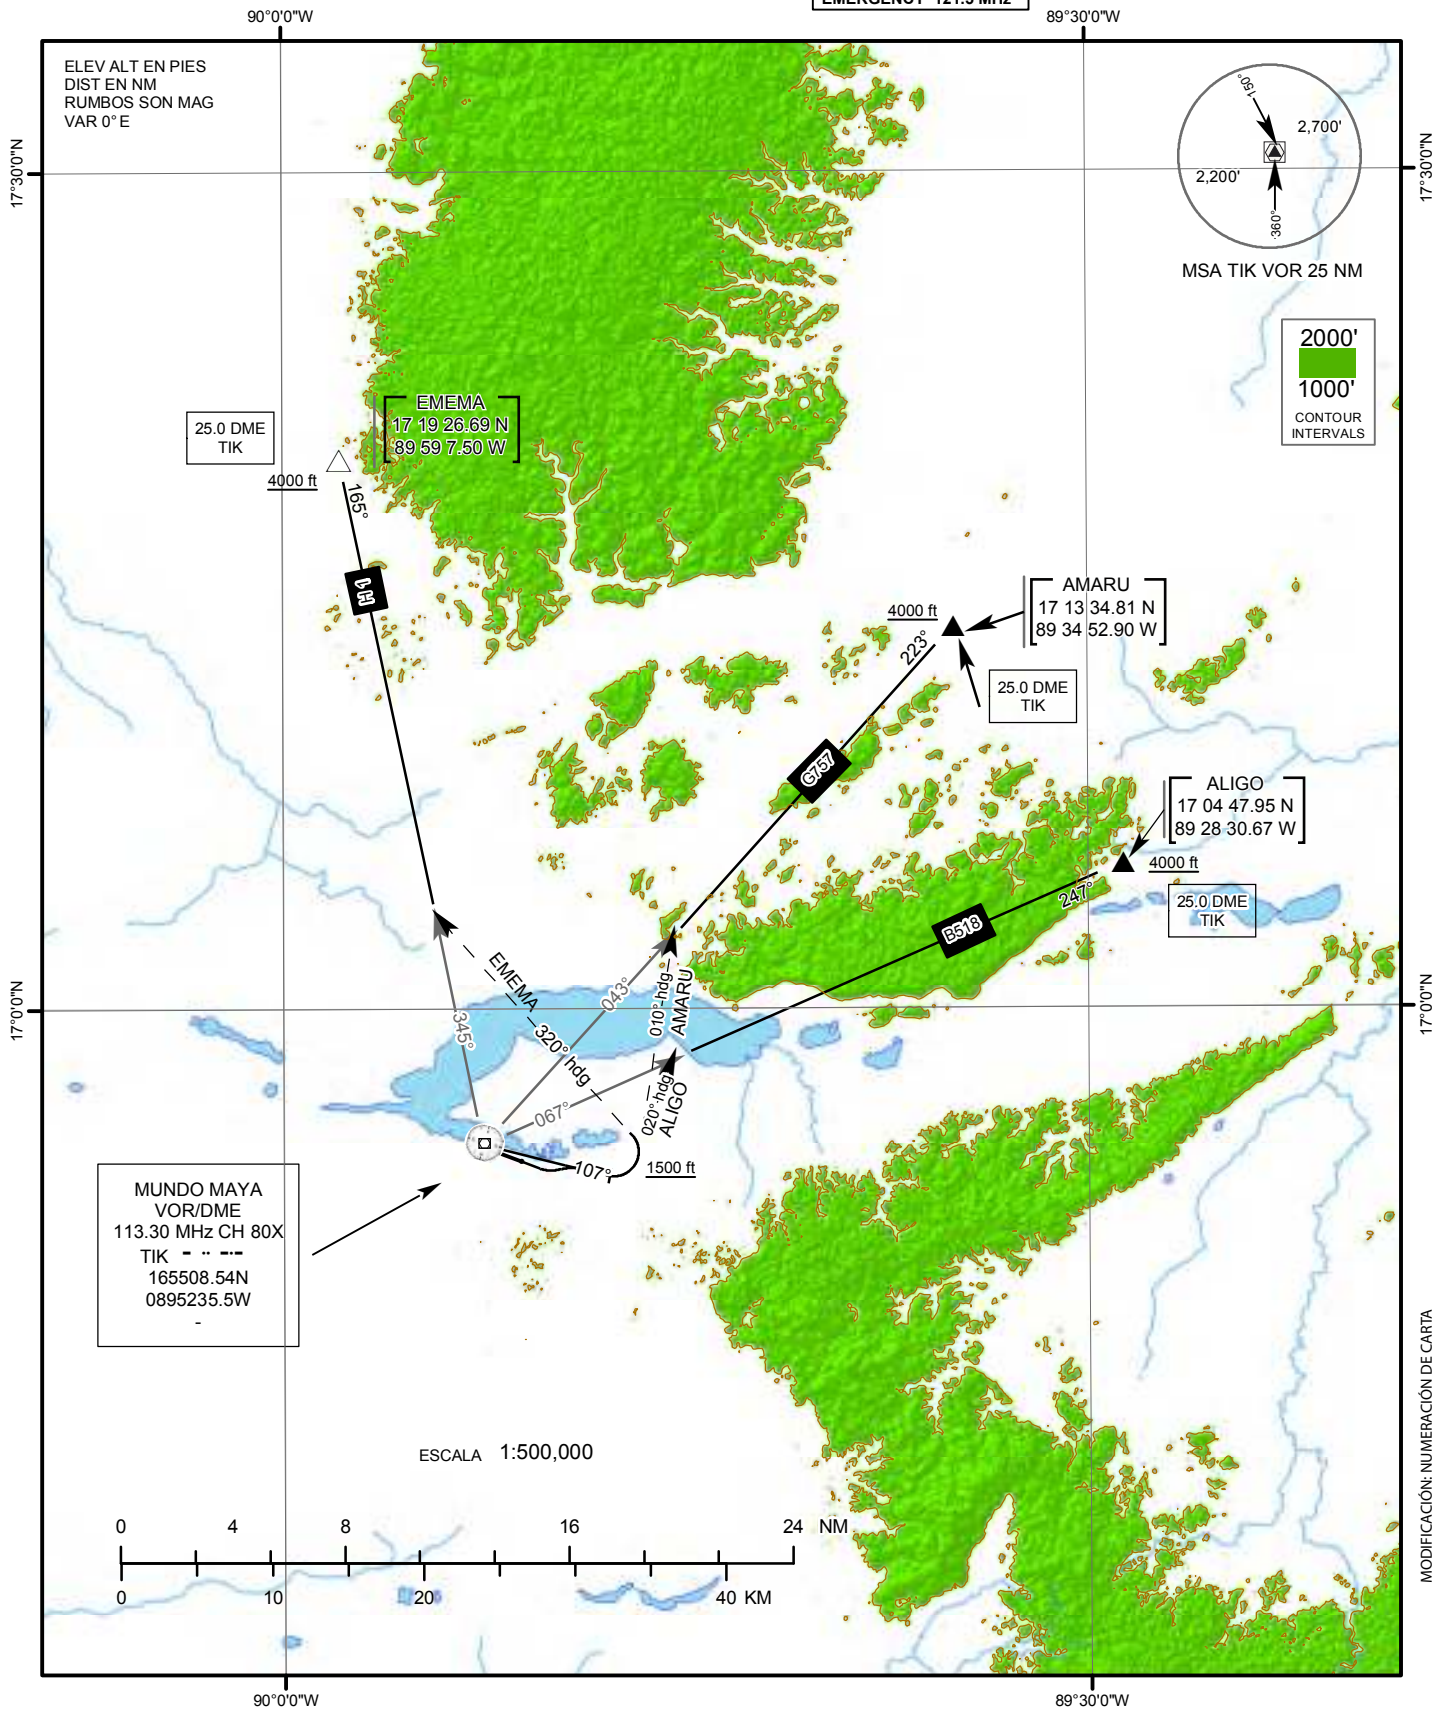 EMERGENCY 121.5 MHz
90°0'0"W
89°30'0"W
ELEV ALT EN PIES
DIST EN NM
RUMBOS SON MAG
VAR 0° E
17°30'0"N
17°30'0"N
150°
2,700'
2,200'
360°
MSA TIK VOR 25 NM
2000'
1000'
CONTOUR
INTERVALS
EMEMA
17 19 26.69 N
89 59 7.50 W
25.0 DME
TIK
4000 ft
165°
H 1
AMARU
17 13 34.81 N
89 34 52.90 W
4000 ft
223°
25.0 DME
TIK
G757
ALIGO
17 04 47.95 N
89 28 30.67 W
4000 ft
247°
25.0 DME
TIK
B518
EMEMA
320° hdg
043°
010° hdg
AMARU
345°
17°0'0"N
17°0'0"N
067°
020° hdg
ALIGO
107°
1500 ft
MUNDO MAYA
VOR/DME
113.30 MHz CH 80X
TIK
165508.54N
0895235.5W
-
ESCALA 1:500,000
0 4 8 16 24 NM
0 10 20 40 KM
90°0'0"W
89°30'0"W
MODIFICACIÓN: NUMERACIÓN DE CARTA